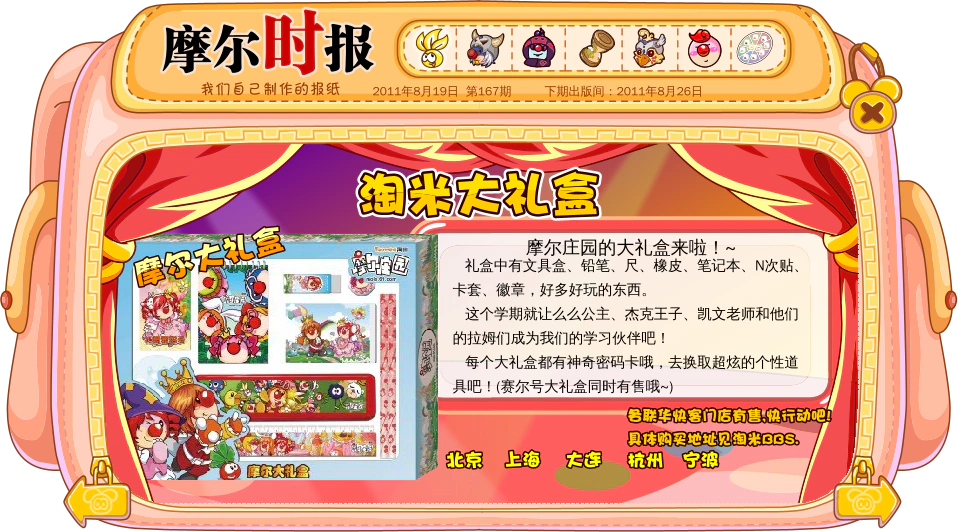 摩尔时报
我们自己制作的报纸
2011年8月19日 第167期 下期出版间：2011年8月26日
淘米大礼盒
摩尔大礼盒
淘米
摩尔庄园
摩尔庄园的大礼盒来啦！~
礼盒中有文具盒、铅笔、尺、橡皮、笔记本、N次贴、
卡套、徽章，好多好玩的东西。
这个学期就让么么公主、杰克王子、凯文老师和他们
的拉姆们成为我们的学习伙伴吧！
每个大礼盒都有神奇密码卡哦，去换取超炫的个性道
具吧！(赛尔号大礼盒同时有售哦~)
各联华快客门店有售,快行动吧!
具体购买地址见淘米BBS.
北京 上海 大连 杭州 宁波
摩尔大礼盒